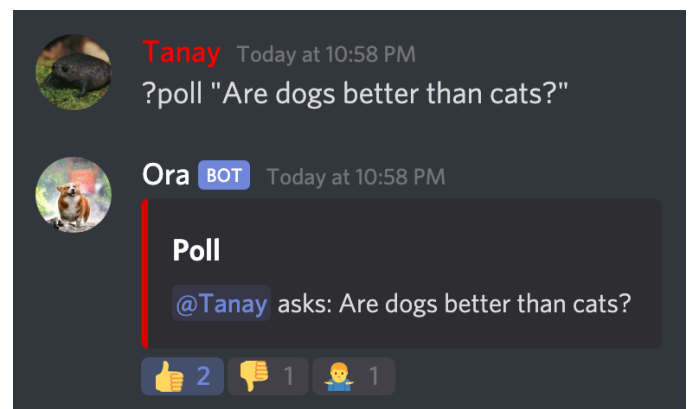 Tanay Today at 10:58 PM
?poll "Are dogs better than cats?"
Ora BOT Today at 10:58 PM
Poll
@Tanay asks: Are dogs better than cats?
2 1 1